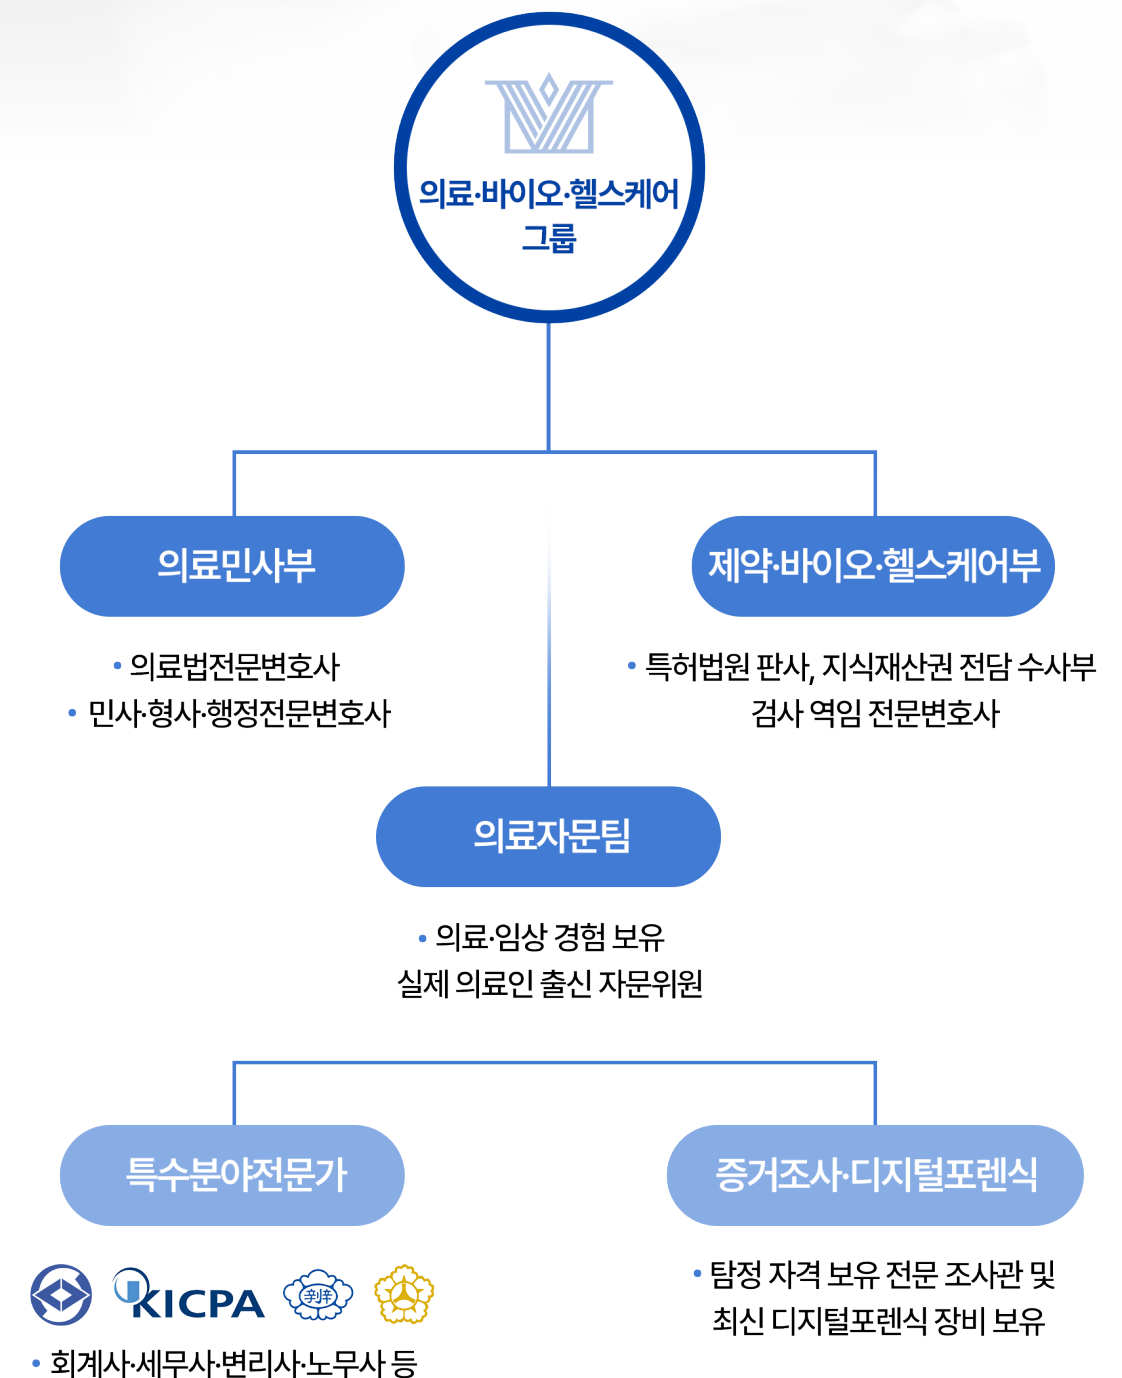 의료·바이오·헬스케어
그룹
의료민사부
• 의료법전문변호사
• 민사·형사·행정전문변호사
제약·바이오·헬스케어부
• 특허법원 판사, 지식재산권 전담 수사부
검사 역임 전문변호사
의료자문팀
• 의료·임상 경험 보유
실제 의료인 출신 자문위원
특수분야전문가
KICPA
• 회계사·세무사·변리사·노무사 등
증거조사·디지털포렌식
• 탐정 자격 보유 전문 조사관 및
최신 디지털포렌식 장비 보유